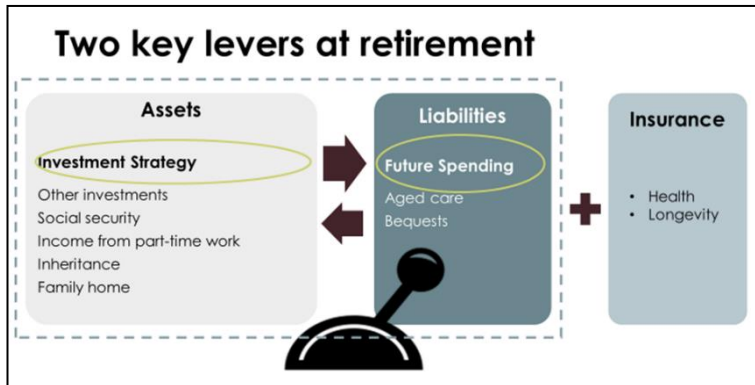 Two key levers at retirement
Assets
Investment Strategy
Other investments
Social security
Income from part-time work
Inheritance
Family home
Liabilities
Future Spending
Aged care
Bequests
Insurance
• Health
• Longevity